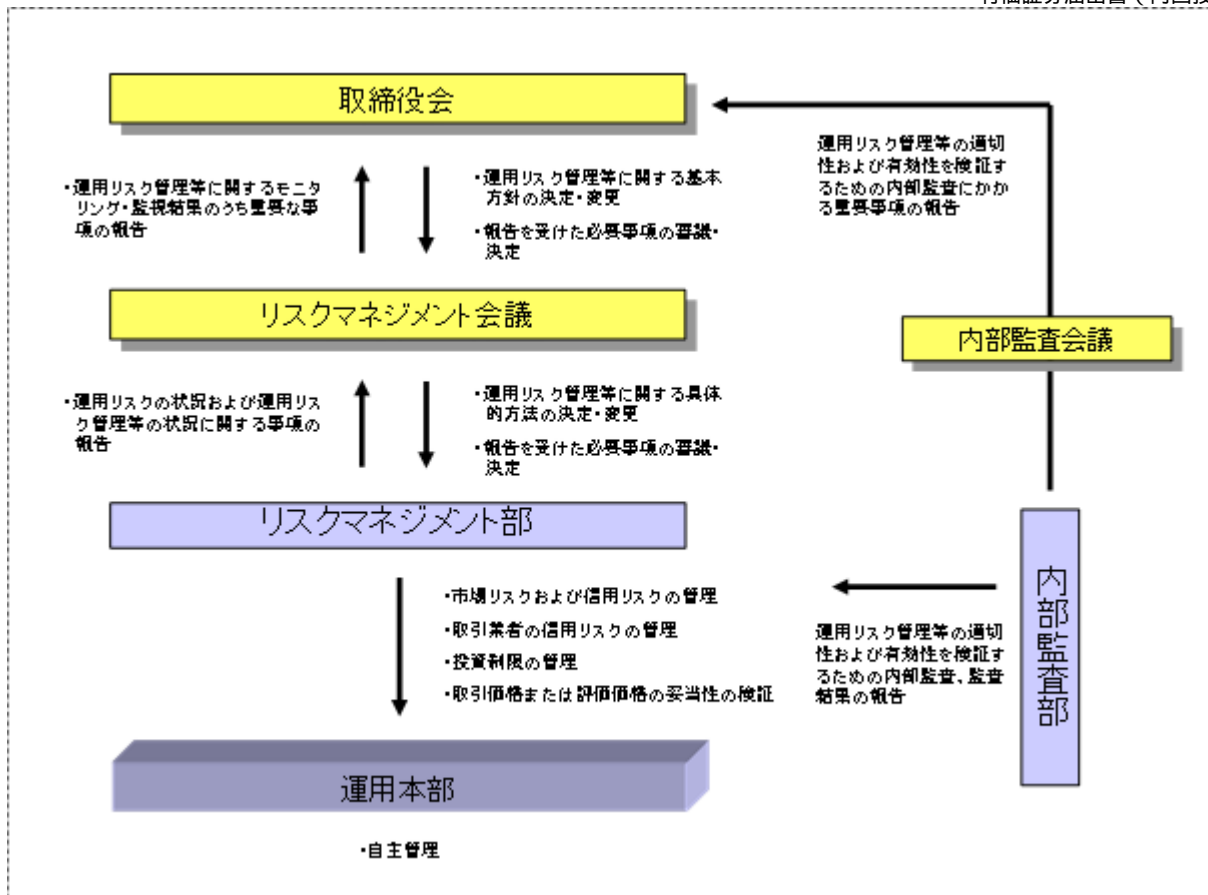 取締役会
・運用リスク管理等に関するモニ
タリング・監視結果のうち重要な事
項の報告
・運用リスク管理等に関する基本
方針の決定・変更
・報告を受けた必要事項の審議・
決定
運用リスク管理等の適切
性および有効性を検証す
るための内部監査にかか
る重要事項の報告
リスクマネジメント会議
内部監査会議
・運用リスクの状況および運用リス
ク管理等の状況に関する事項の
報告
・運用リスク管理等に関する具体
的方法の決定・変更
・報告を受けた必要事項の審議・
決定
リスクマネジメント部
・市場リスクおよび信用リスクの管理
・取引業者の信用リスクの管理
・投資制限の管理
・取引価格または評価価格の妥当性の検証
運用リスク管理等の適切
性および有効性を検証す
るための内部監査、監査
結果の報告
内部監査部
運用本部
・自主管理